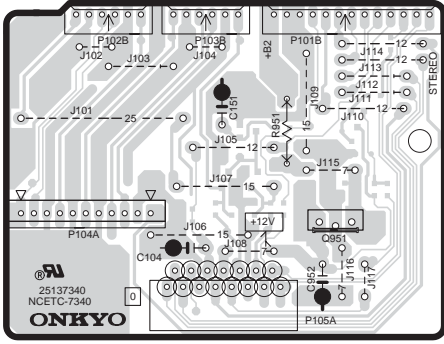 P102B
P103B
P101B
J102
J103
J104
+B2
J114
12
J113
J112
J111
12
J110
STEREO
J109
15
C151
R951
J101
25
J105
12
J115
7
J107
15
P104A
J106
15
+12V
J108
7
Q951
C104
C952
J116
7
J117
P105A
25137340
NCETC-7340
0
ONKYO